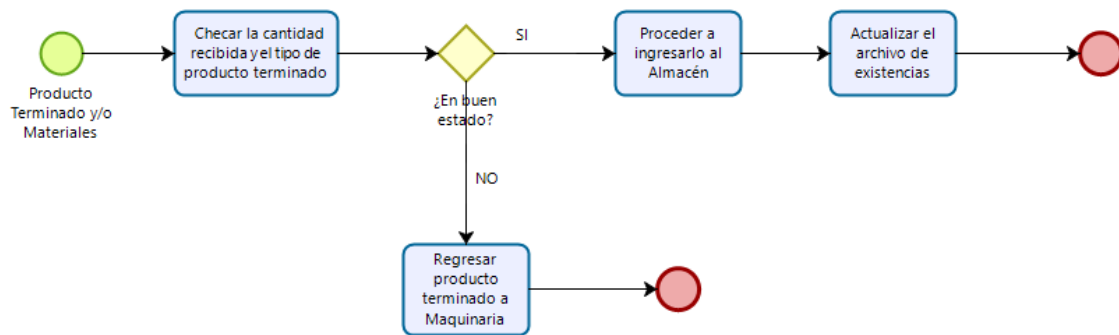 Producto
Terminado y/o
Materiales
Checar la cantidad
recibida y el tipo de
producto terminado
¿En buen
estado?
SI
Proceder a
ingresarlo al
Almacén
Actualizar el
archivo de
existencias
NO
Regresar
producto
terminado a
Maquinaria